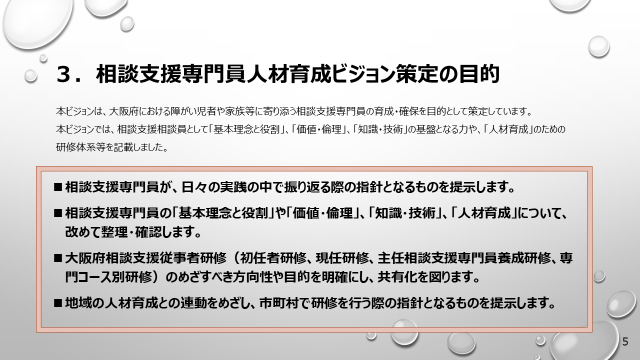 ３．相談支援専門員人材育成ビジョン策定の目的
本ビジョンは、大阪府における障がい児者や家族等に寄り添う相談支援専門員の育成・確保を目的として策定しています。
本ビジョンでは、相談支援相談員として「基本理念と役割」、「価値・倫理」、「知識・技術」の基盤となる力や、「人材育成」のための
研修体系等を記載しました。
■相談支援専門員が、日々の実践の中で振り返る際の指針となるものを提示します。
■相談支援専門員の「基本理念と役割」や「価値・倫理」、「知識・技術」、「人材育成」について、
改めて整理・確認します。
■大阪府相談支援従事者研修（初任者研修、現任研修、主任相談支援専門員養成研修、専
門コース別研修）のめざすべき方向性や目的を明確にし、共有化を図ります。
■地域の人材育成との連動をめざし、市町村で研修を行う際の指針となるものを提示します。
5